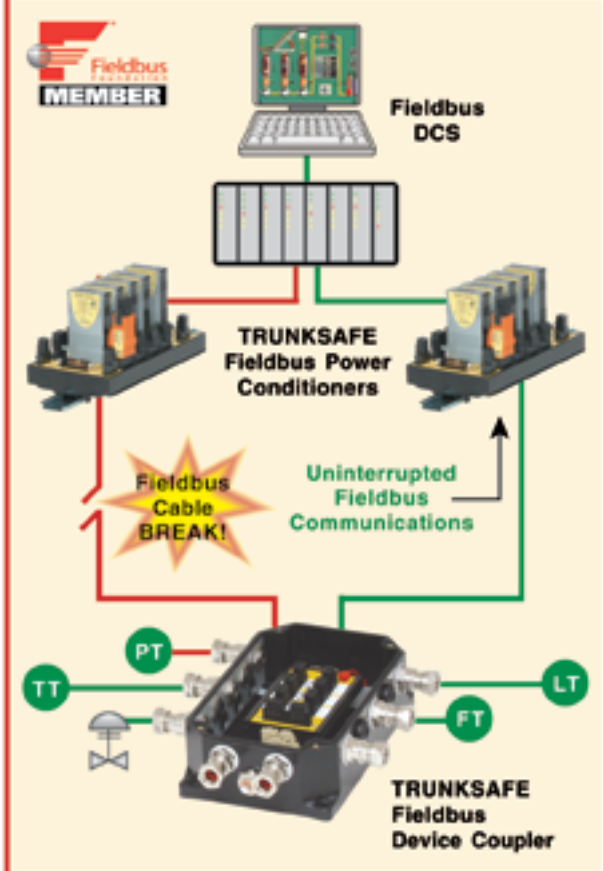 Fieldbus
Foundation
MEMBER
Fieldbus
DCS
TRUNKSAFE
Fieldbus Power
Conditioners
Fieldbus
Cable
BREAK!
Uninterrupted
Fieldbus
Communications
PT
TT
LT
FT
TRUNKSAFE
Fieldbus
Device Coupler